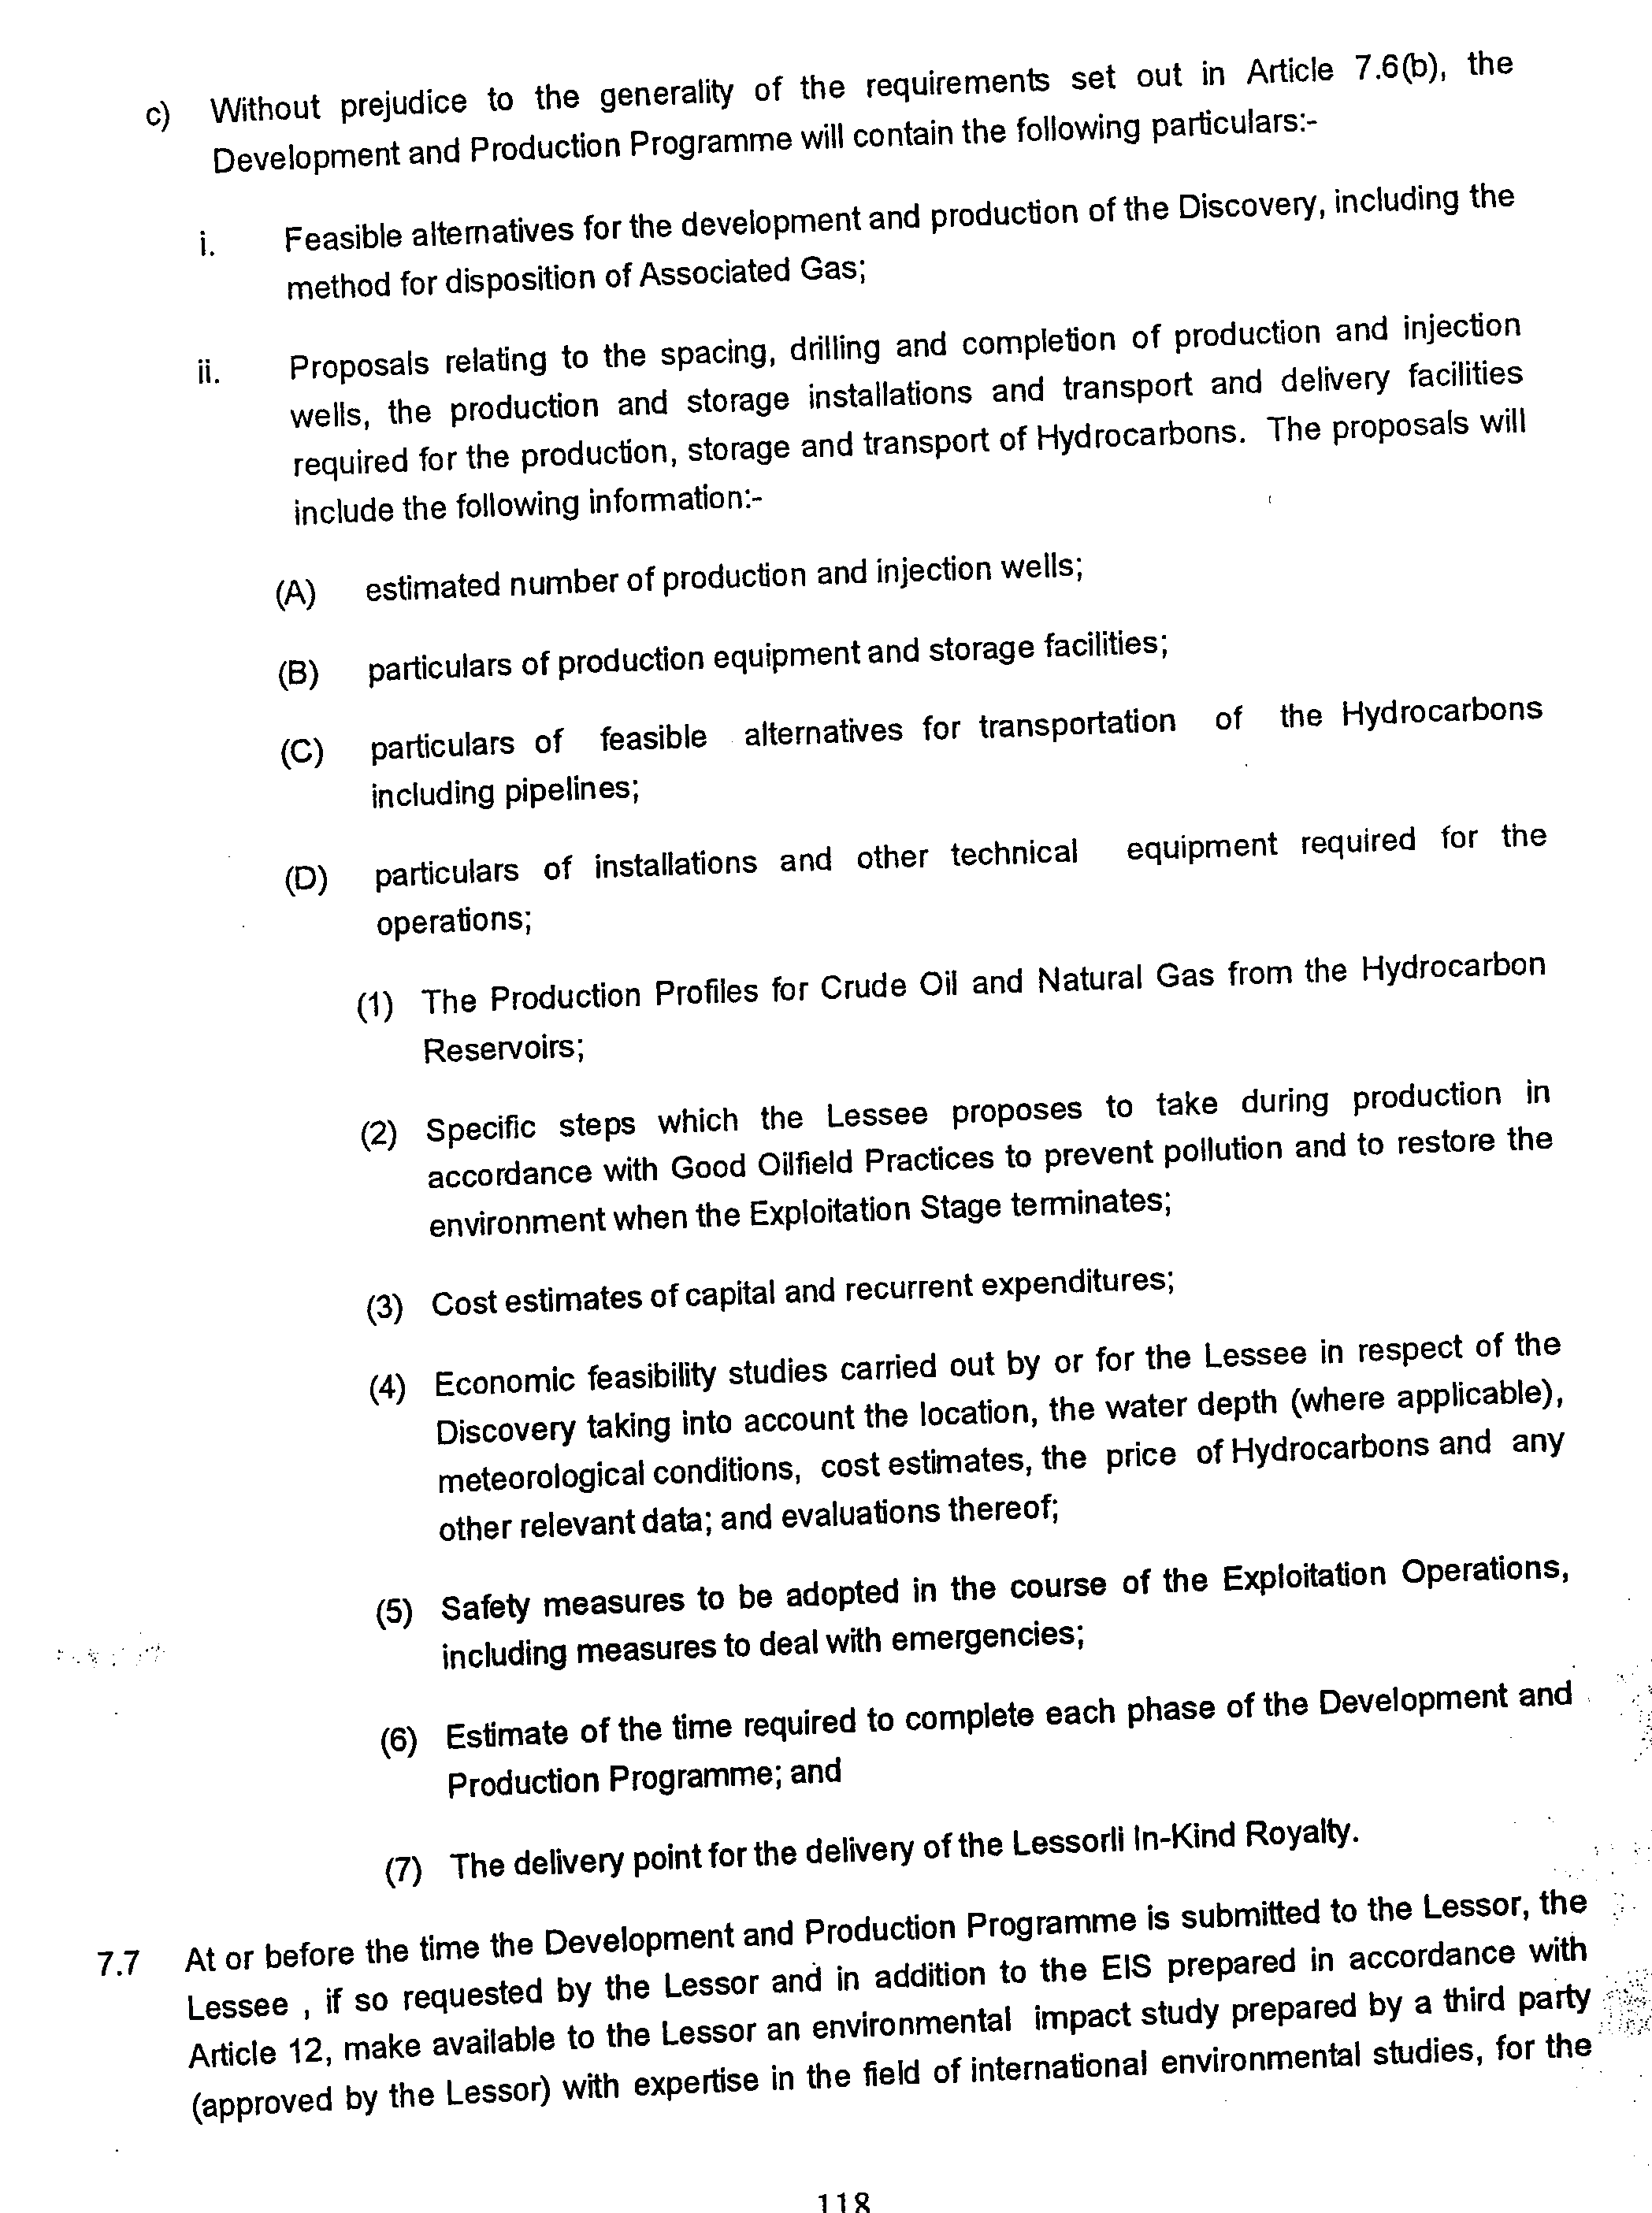 c) Without prejudice to the generality of the requirements set out in Article 7.6(b), the
Development and Production Programme will contain the following particulars:-
i. Feasible alternatives for the development and production of the Discovery, including the
method for disposition of Associated Gas;
ii. Proposals relating to the spacing, drilling and completion of production and injection
wells, the production and storage installations and transport and delivery facilities
required for the production, storage and transport of Hydrocarbons. The proposals will
include the following information:-
(A) estimated number of production and injection wells;
(B) particulars of production equipment and storage facilities;
(C) particulars of feasible alternatives for transportation of the Hydrocarbons
including pipelines;
(D) particulars of installations and other technical equipment required for the
operations;
(1) The Production Profiles for Crude Oil and Natural Gas from the Hydrocarbon
Reservoirs;
(2) Specific steps which the Lessee proposes to take during production in
accordance with Good Oilfield Practices to prevent pollution and to restore the
environment when the Exploitation Stage terminates;
(3) Cost estimates of capital and recurrent expenditures;
(4) Economic feasibility studies carried out by or for the Lessee in respect of the
Discovery taking into account the location, the water depth (where applicable),
meteorological conditions, cost estimates, the price of Hydrocarbons and any
other relevant data; and evaluations thereof;
(5) Safety measures to be adopted in the course of the Exploitation Operations,
including measures to deal with emergencies;
(6) Estimate of the time required to complete each phase of the Development and
Production Programme; and
(7) The delivery point for the delivery of the Lessorli In-Kind Royalty.
7.7 At or before the time the Development and Production Programme is submitted to the Lessor, the
Lessee , if so requested by the Lessor and in addition to the EIS prepared in accordance with
Article 12, make available to the Lessor an environmental impact study prepared by a third party
(approved by the Lessor) with expertise in the field of international environmental studies, for the
118